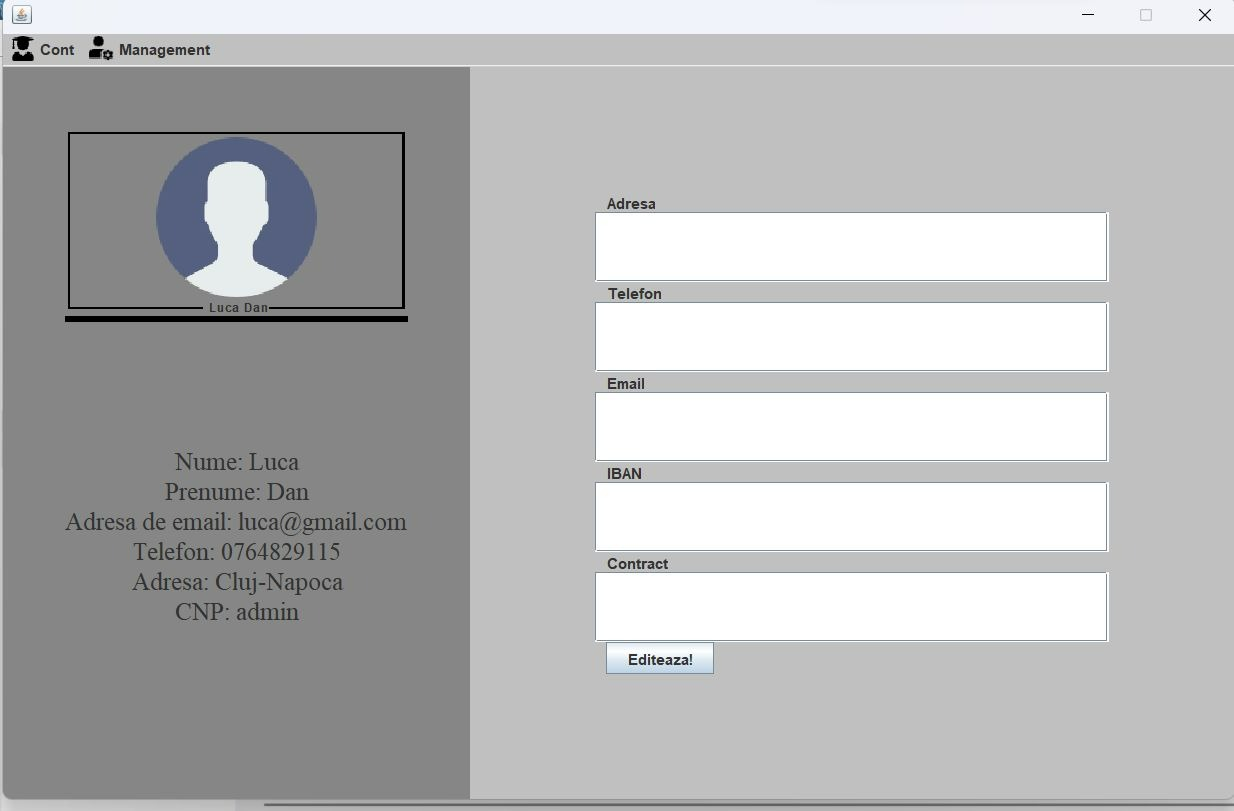 Cont Management
Luca Dan
Nume: Luca
Prenume: Dan
Adresa de email: luca@gmail.com
Telefon: 0764829115
Adresa: Cluj-Napoca
CNP: admin
Adresa
Telefon
Email
IBAN
Contract
Editeaza!